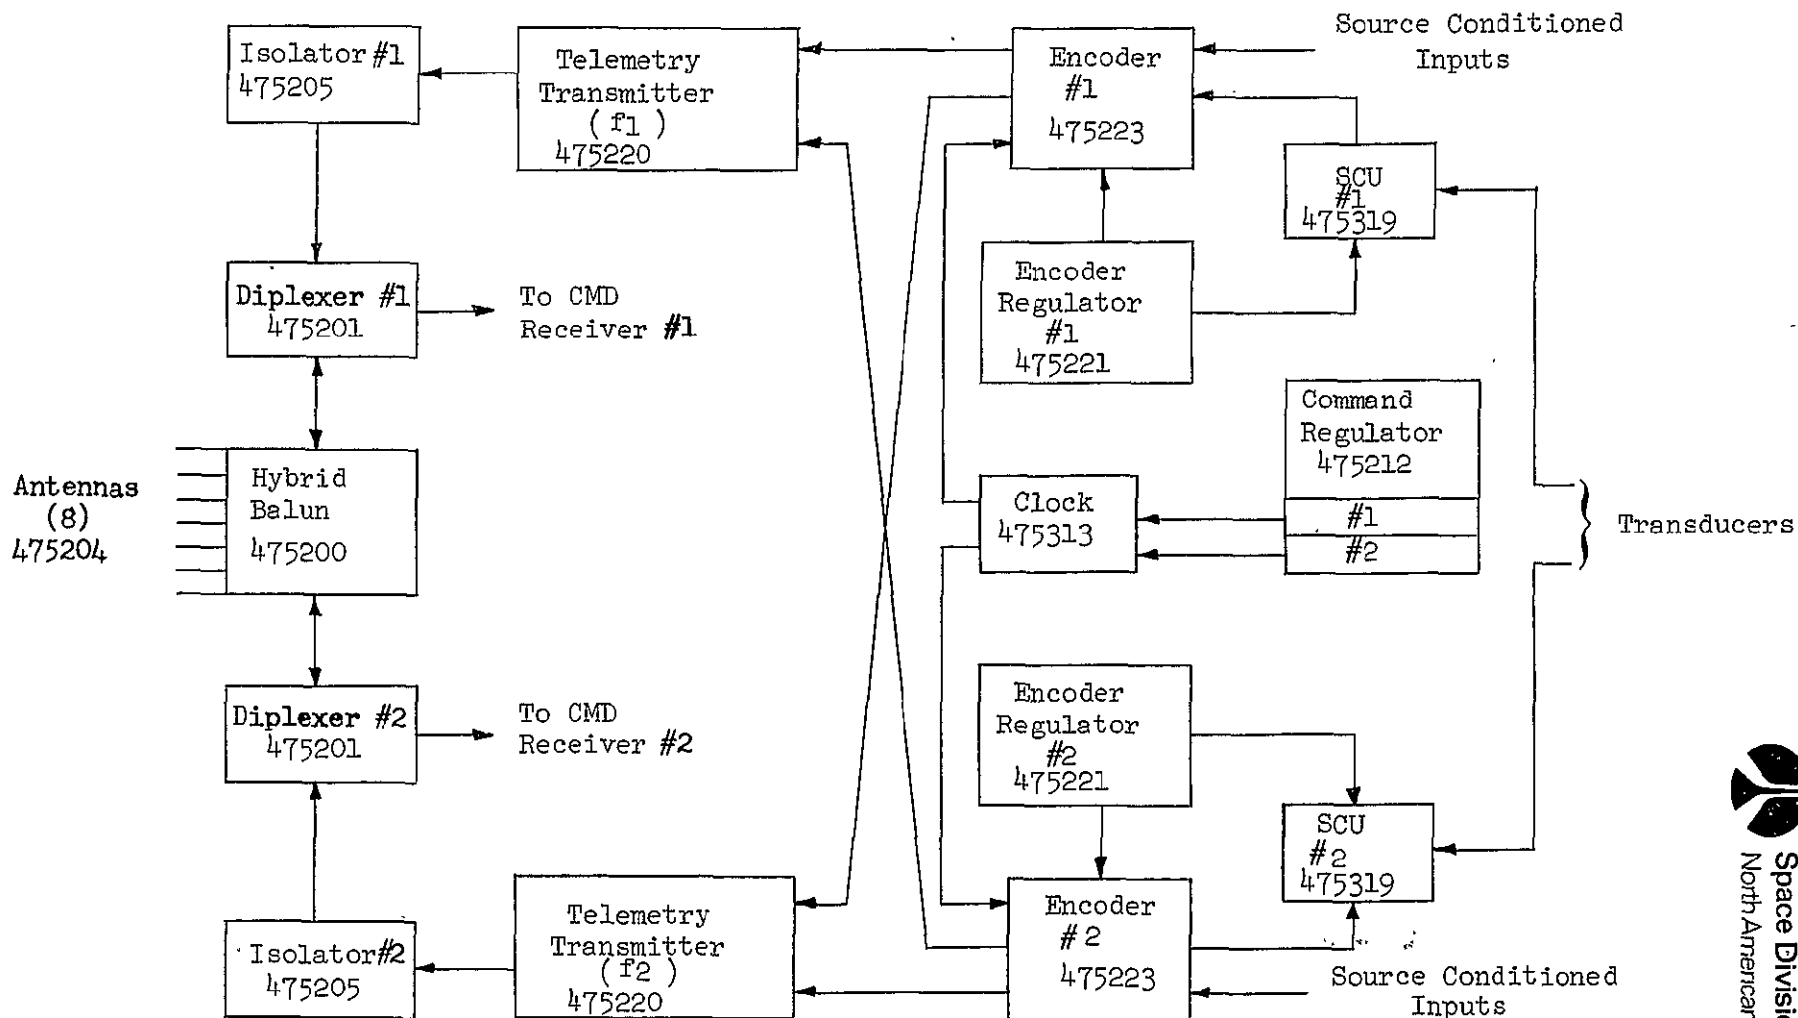 Source Conditioned
Inputs
Isolator #1
475205
Telemetry
Transmitter
( f1 )
475220
Encoder
#1
475223
SCU
#1
475319
Encoder
Regulator
#1
475221
Diplexer #1
475201
To CMD
Receiver #1
Command
Regulator
475212
#1
#2
Antennas
(8)
475204
Hybrid
Balun
475200
Clock
475313
Transducers
Diplexer #2
475201
To CMD
Receiver #2
Encoder
Regulator
#2
475221
SCU
#2
475319
Isolator #2
475205
Telemetry
Transmitter
( f2 )
475220
Encoder
#2
475223
Source Conditioned
Inputs
Space
North American